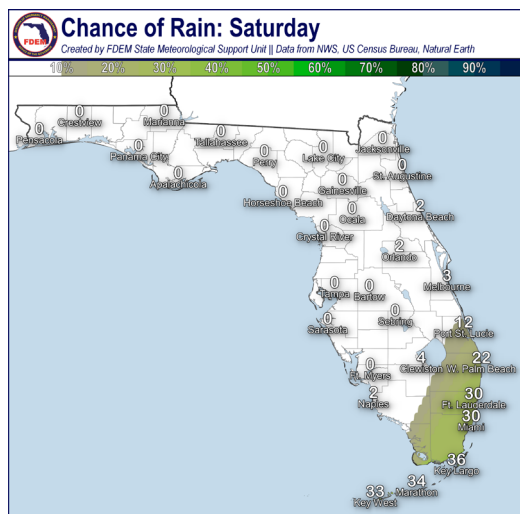 Chance of Rain: Saturday
Created by FDEM State Meteorological Support Unit || Data from NWS, US Census Bureau, Natural Earth
FDEM
10% 20% 30% 40% 50% 60% 70% 80% 90%
0
Pensacola
0
Crestview
0
Marianna
0
Panama City
0
Apalachicola
0
Tallahassee
0
Perry
0
Lake City
0
Jacksonville
0
St. Augustine
0
Horseshoe Beach
0
Gainesville
0
Ocala
2
Daytona Beach
0
Crystal River
2
Orlando
3
Melbourne
0
Tampa
0
Bartow
0
Sebring
0
Sarasota
12
Port St. Lucie
0
Ft. Myers
4
Clewiston
22
W. Palm Beach
2
Naples
30
Ft. Lauderdale
30
Miami
36
Key Largo
34
Marathon
33
Key West